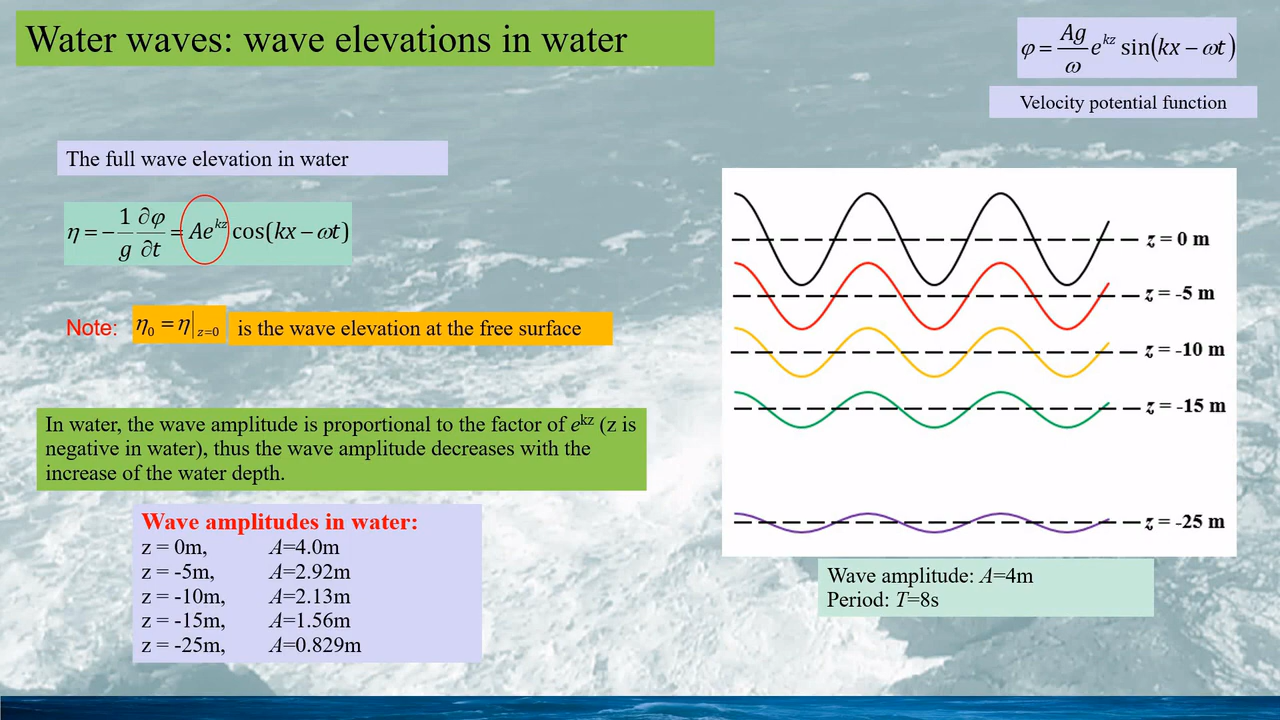 Water waves: wave elevations in water
φ = Ag/ω e^{kz} sin(kx − ωt)
Velocity potential function
The full wave elevation in water
η = − 1/g ∂φ/∂t = Ae^{kz} cos(kx − ωt)
Note: η₀ = η|_{z=0} is the wave elevation at the free surface
In water, the wave amplitude is proportional to the factor of e^{kz} (z is
negative in water), thus the wave amplitude decreases with the
increase of the water depth.
Wave amplitudes in water:
z = 0m, A=4.0m
z = -5m, A=2.92m
z = -10m, A=2.13m
z = -15m, A=1.56m
z = -25m, A=0.829m
z = 0 m
z = -5 m
z = -10 m
z = -15 m
z = -25 m
Wave amplitude: A=4m
Period: T=8s